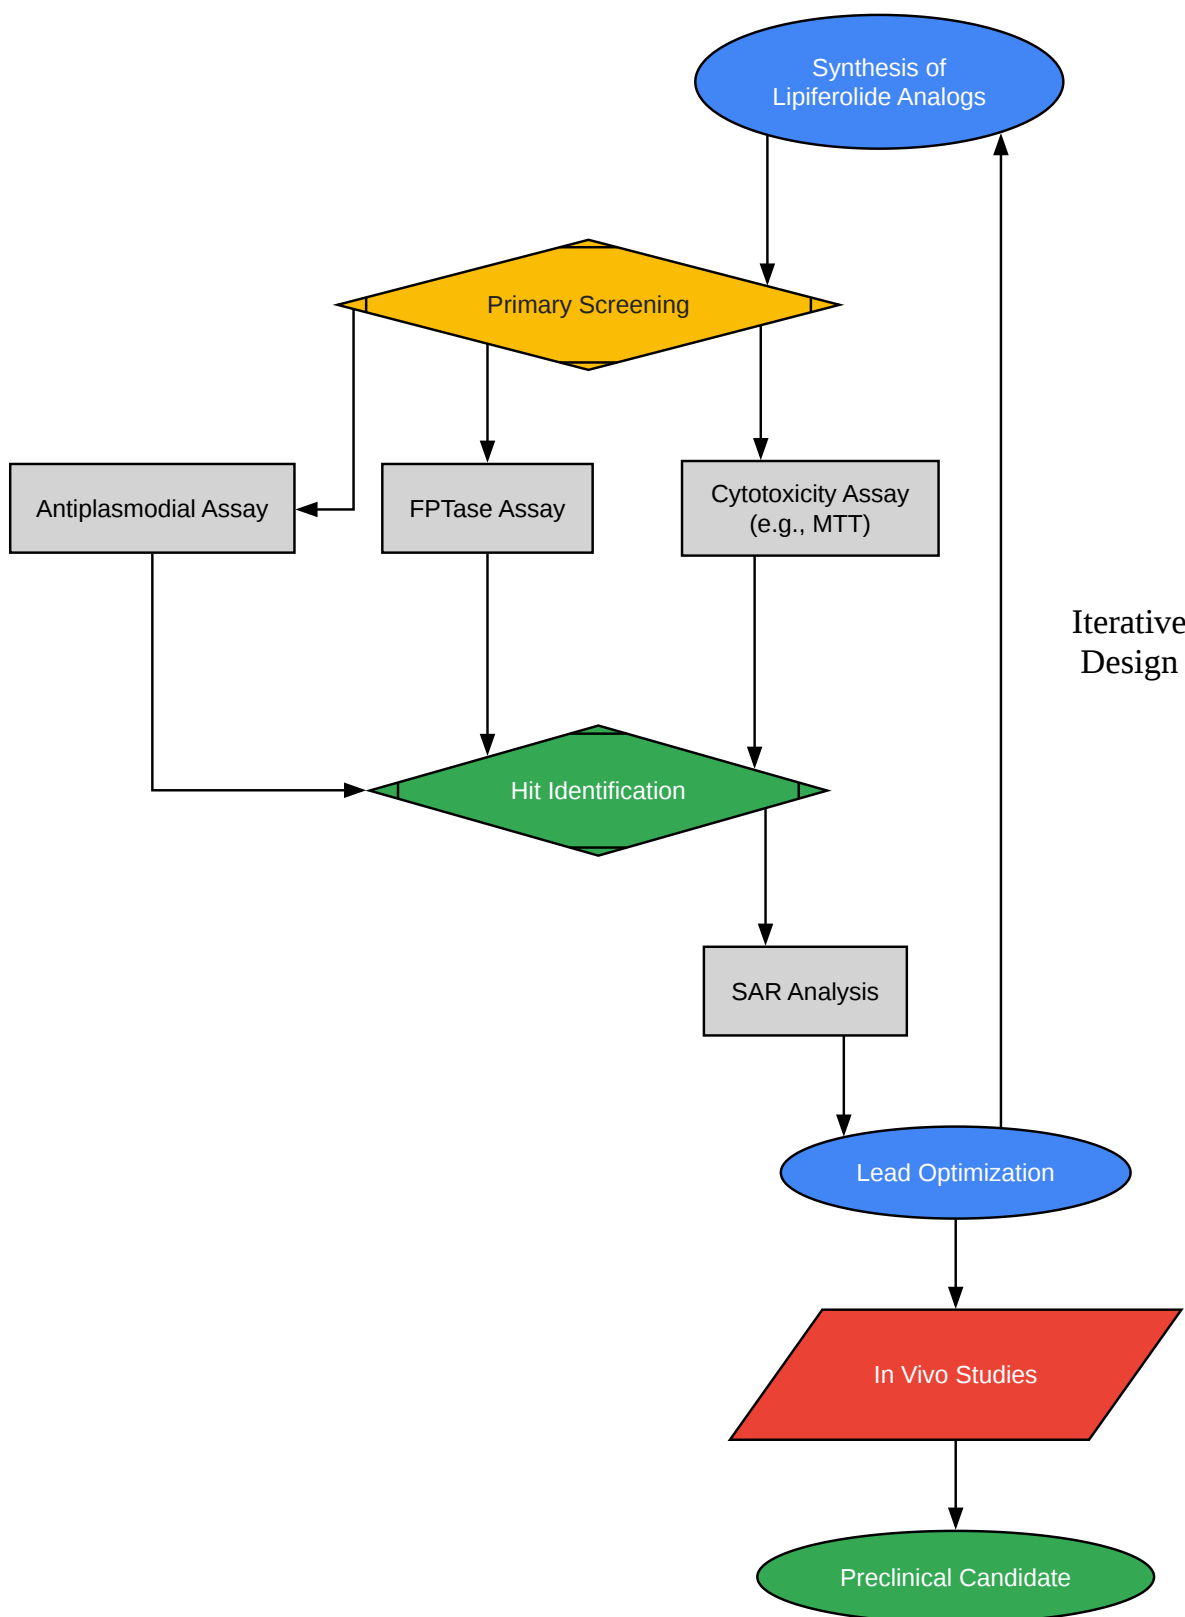 Synthesis of
Lipiferolide Analogs
Primary Screening
Antiplasmodial Assay
FPTase Assay
Cytotoxicity Assay
(e.g., MTT)
Iterative
Design
Hit Identification
SAR Analysis
Lead Optimization
In Vivo Studies
Preclinical Candidate